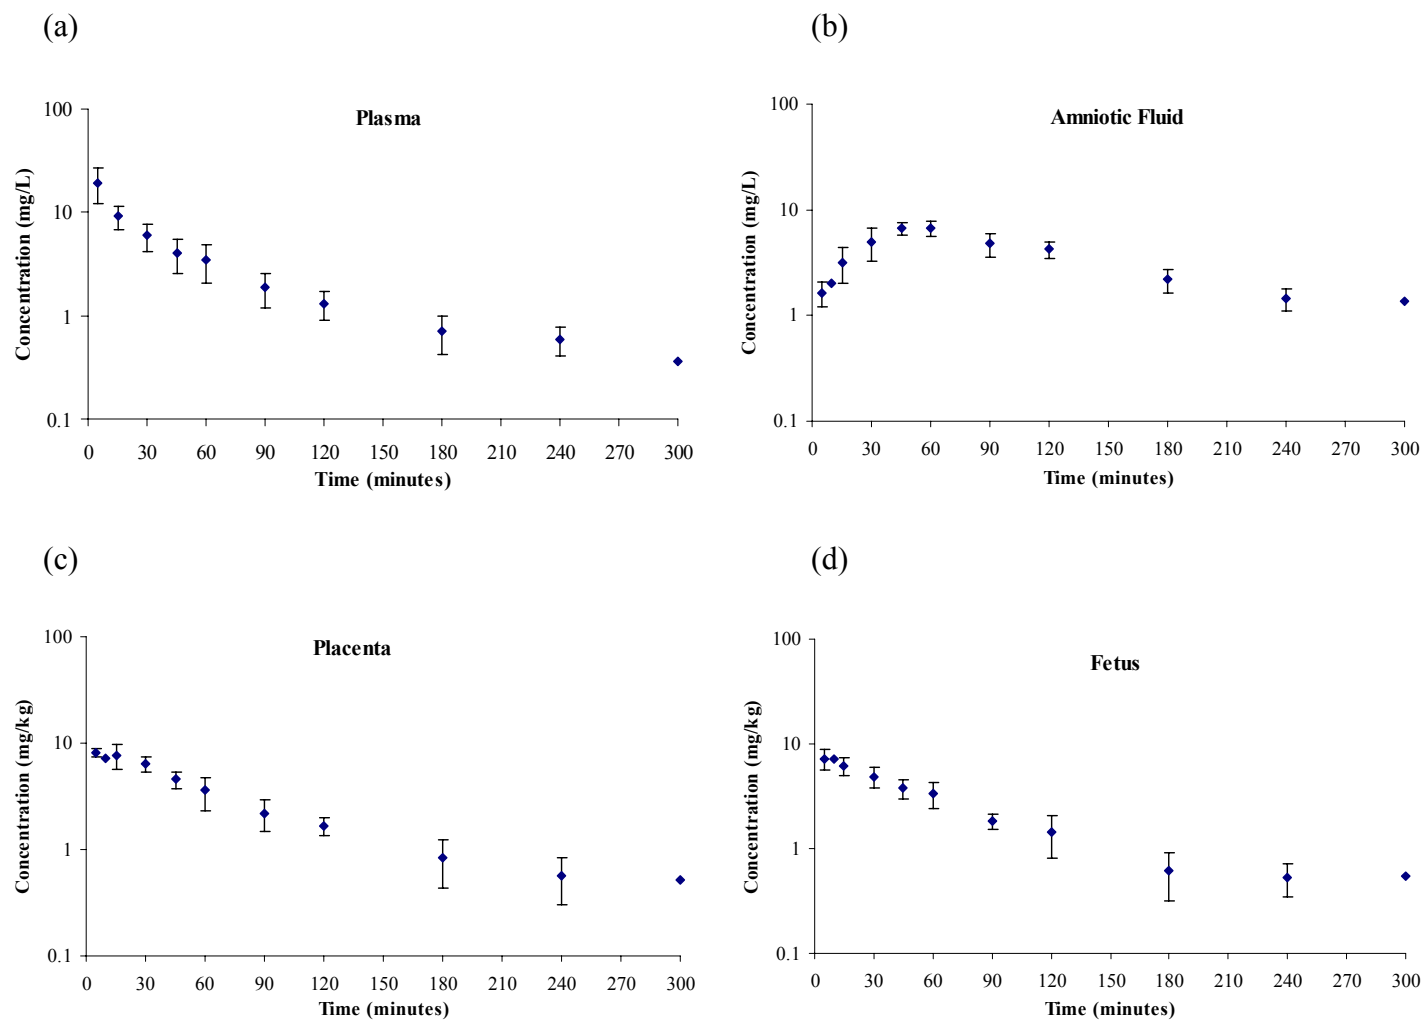 (a)
Plasma
Concentration (mg/L)
100
10
1
0.1
0 30 60 90 120 150 180 210 240 270 300
Time (minutes)
(b)
Amniotic Fluid
Concentration (mg/L)
100
10
1
0.1
0 30 60 90 120 150 180 210 240 270 300
Time (minutes)
(c)
Placenta
Concentration (mg/kg)
100
10
1
0.1
0 30 60 90 120 150 180 210 240 270 300
Time (minutes)
(d)
Fetus
Concentration (mg/kg)
100
10
1
0.1
0 30 60 90 120 150 180 210 240 270 300
Time (minutes)